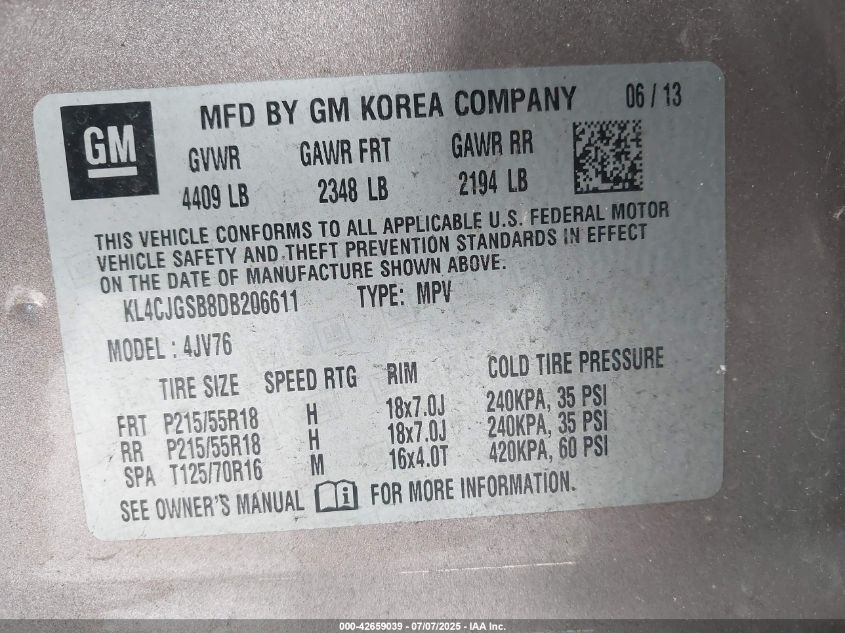 GM
MFD BY GM KOREA COMPANY 06 / 13
GVWR GAWR FRT GAWR RR
4409 LB 2348 LB 2194 LB
THIS VEHICLE CONFORMS TO ALL APPLICABLE U.S. FEDERAL MOTOR
VEHICLE SAFETY AND THEFT PREVENTION STANDARDS IN EFFECT
ON THE DATE OF MANUFACTURE SHOWN ABOVE.
KL4CJGSB8DB206611 TYPE: MPV
MODEL : 4JV76
TIRE SIZE SPEED RTG RIM COLD TIRE PRESSURE
FRT P215/55R18 H 18x7.0J 240KPA, 35 PSI
RR P215/55R18 H 18x7.0J 240KPA, 35 PSI
SPA T125/70R16 M 16x4.0T 420KPA, 60 PSI
SEE OWNER'S MANUAL i FOR MORE INFORMATION.
000-42659039 - 07/07/2025 - IAA Inc.